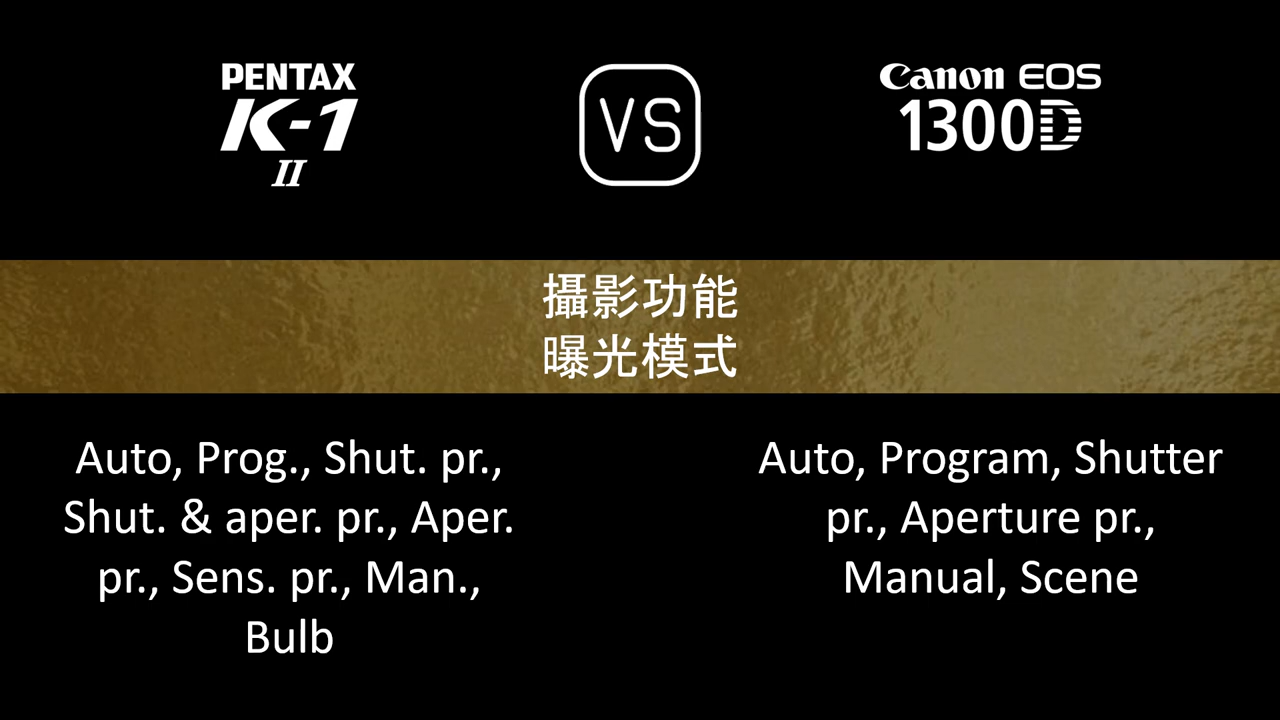 PENTAX
K-1
II
VS
Canon EOS
1300D
攝影功能
曝光模式
Auto, Prog., Shut. pr.,
Shut. & aper. pr., Aper.
pr., Sens. pr., Man.,
Bulb
Auto, Program, Shutter
pr., Aperture pr.,
Manual, Scene